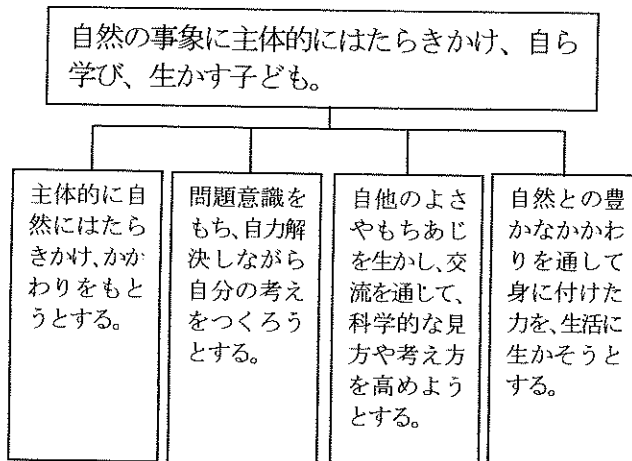 自然の事象に主体的にはたらきかけ、自ら
学び、生かす子ども。
主体的に自
然にはたら
きかけ、かか
わりをもと
うとする。
問題意識を
もち、自力解
決しながら
自分の考え
をつくろう
とする。
自他のよさ
やもちあじ
を生かし、交
流を通じて、
科学的な見
方や考え方
を高めよう
とする。
自然との豊
かなかかわ
りを通して
身に付けた
力を、生活に
生かそうと
する。